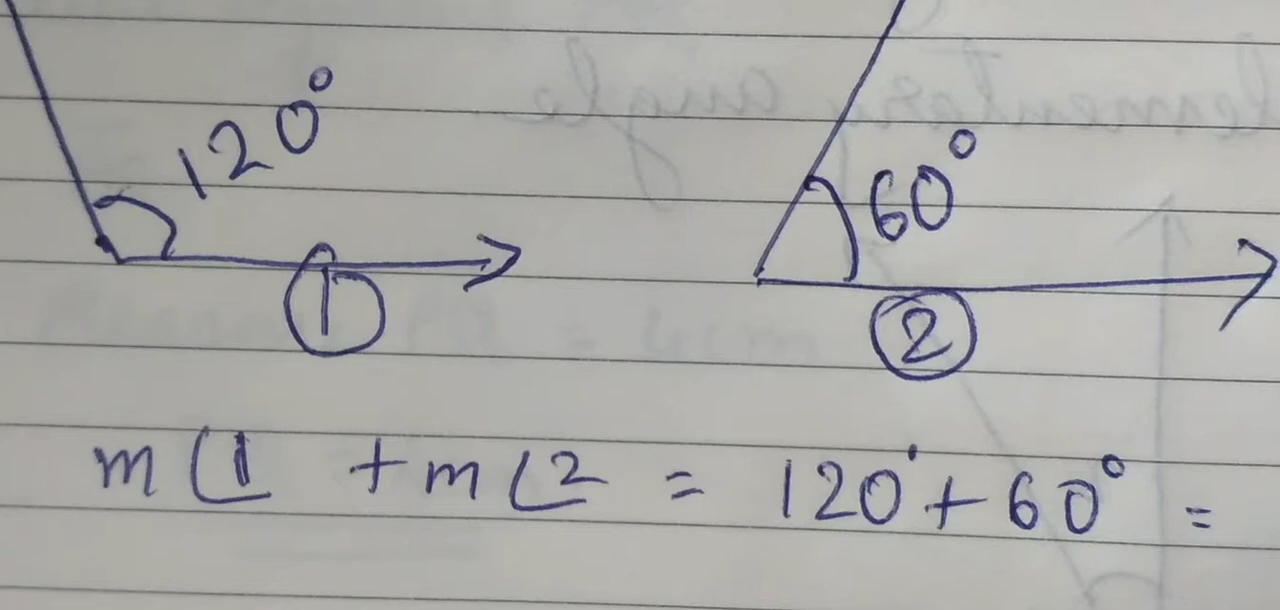 120°
60°
① ②
m∠1 + m∠2 = 120° + 60° =